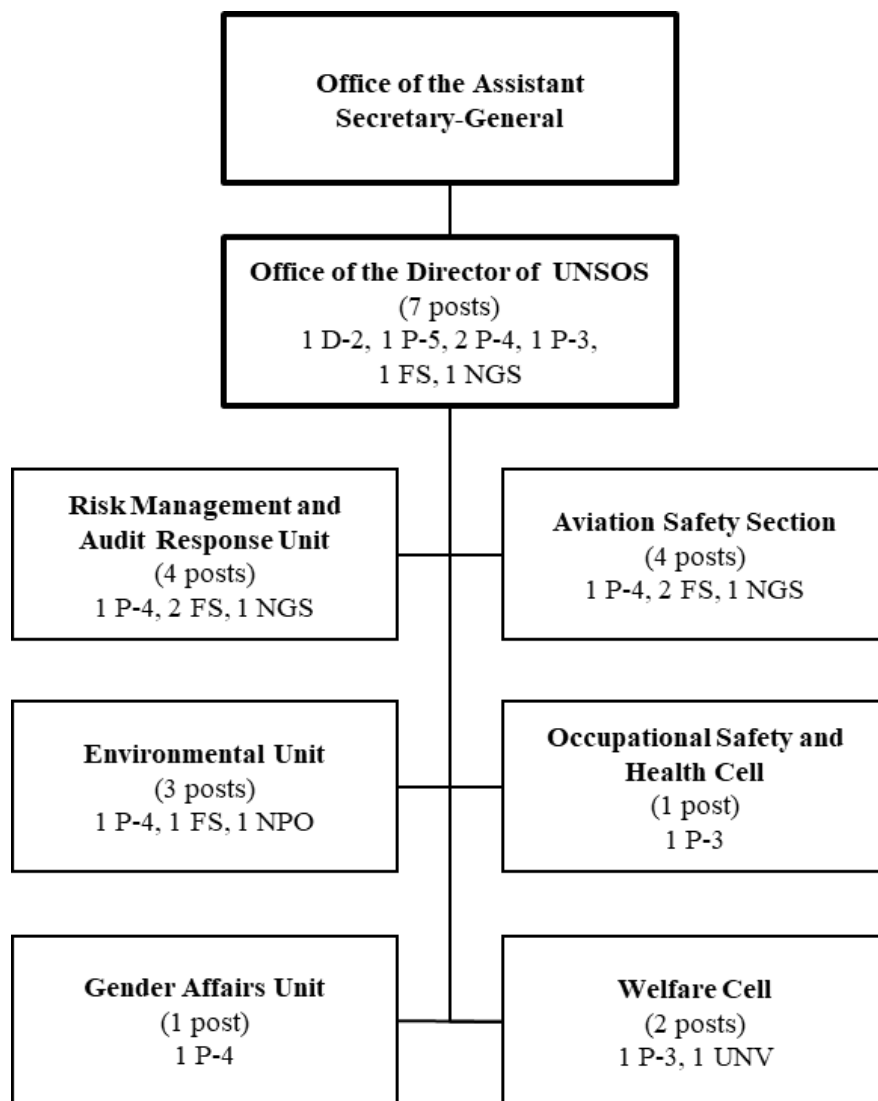 Office of the Assistant
Secretary-General
Office of the Director of UNSOS
(7 posts)
1 D-2, 1 P-5, 2 P-4, 1 P-3,
1 FS, 1 NGS
Risk Management and
Audit Response Unit
(4 posts)
1 P-4, 2 FS, 1 NGS
Aviation Safety Section
(4 posts)
1 P-4, 2 FS, 1 NGS
Environmental Unit
(3 posts)
1 P-4, 1 FS, 1 NPO
Occupational Safety and
Health Cell
(1 post)
1 P-3
Gender Affairs Unit
(1 post)
1 P-4
Welfare Cell
(2 posts)
1 P-3, 1 UNV